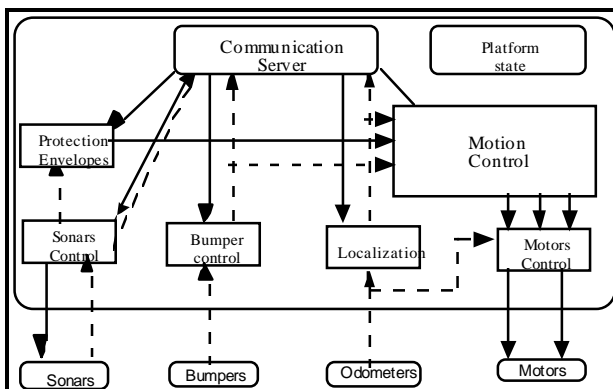 Communication
Server
Platform
state
Protection
Envelopes
Motion
Control
Sonars
Control
Bumper
control
Localization
Motors
Control
Sonars
Bumpers
Odometers
Motors